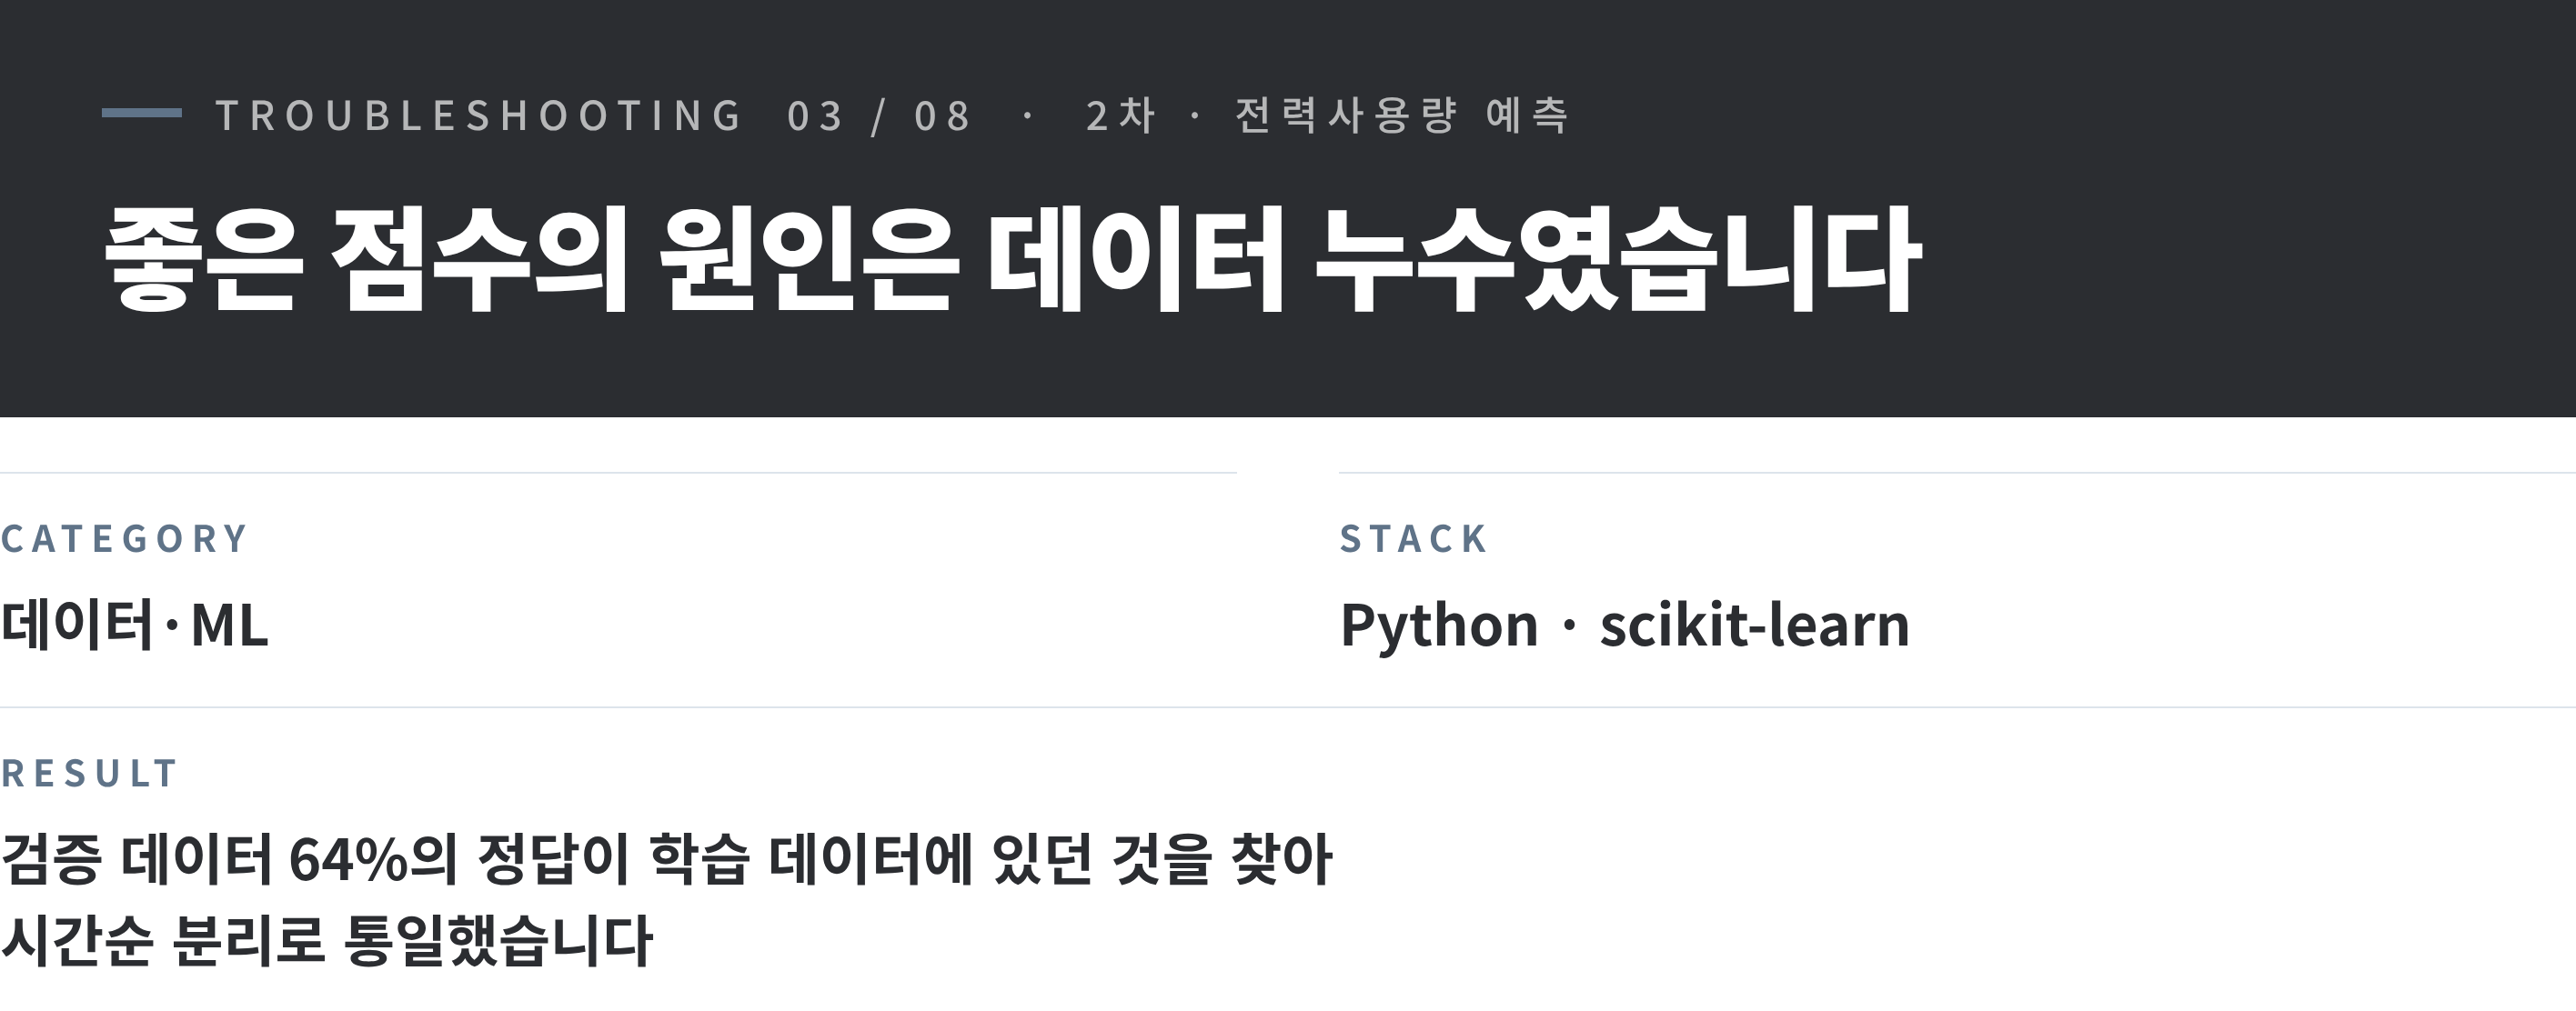 TROUBLESHOOTING 03 / 08 · 2차 · 전력사용량 예측
좋은 점수의 원인은 데이터 누수였습니다
CATEGORY
데이터·ML
STACK
Python · scikit-learn
RESULT
검증 데이터 64%의 정답이 학습 데이터에 있던 것을 찾아
시간순 분리로 통일했습니다